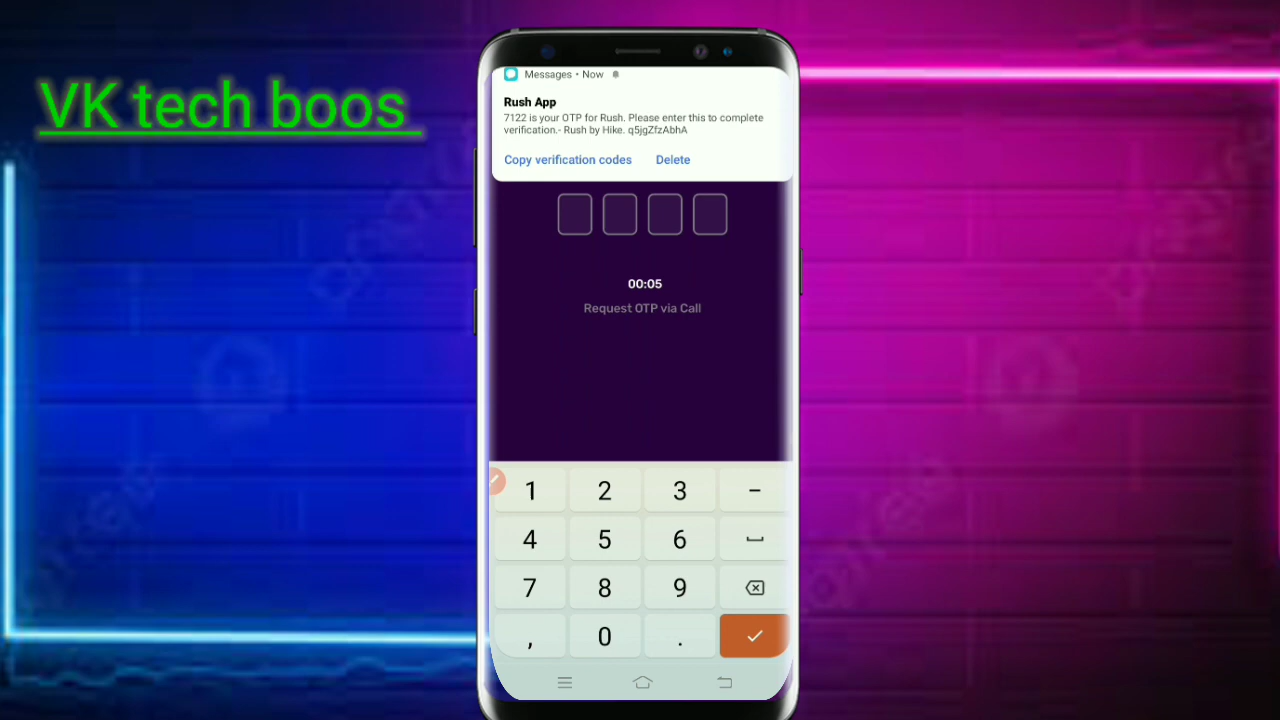 VK tech boos
Messages • Now
Rush App
7122 is your OTP for Rush. Please enter this to complete
verification.- Rush by Hike. q5jgZfzAbhA
Copy verification codes Delete
00:05
Request OTP via Call
1 2 3 –
4 5 6
7 8 9
, 0 .